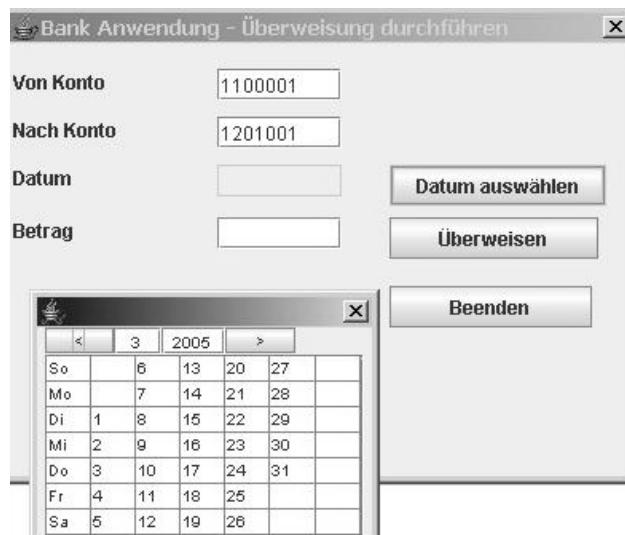 Bank Anwendung - Überweisung durchführen
Von Konto 1100001
Nach Konto 1201001
Datum Datum auswählen
Betrag Überweisen
Beenden
< 3 2005 >
So 6 13 20 27
Mo 7 14 21 28
Di 1 8 15 22 29
Mi 2 9 16 23 30
Do 3 10 17 24 31
Fr 4 11 18 25
Sa 5 12 19 26